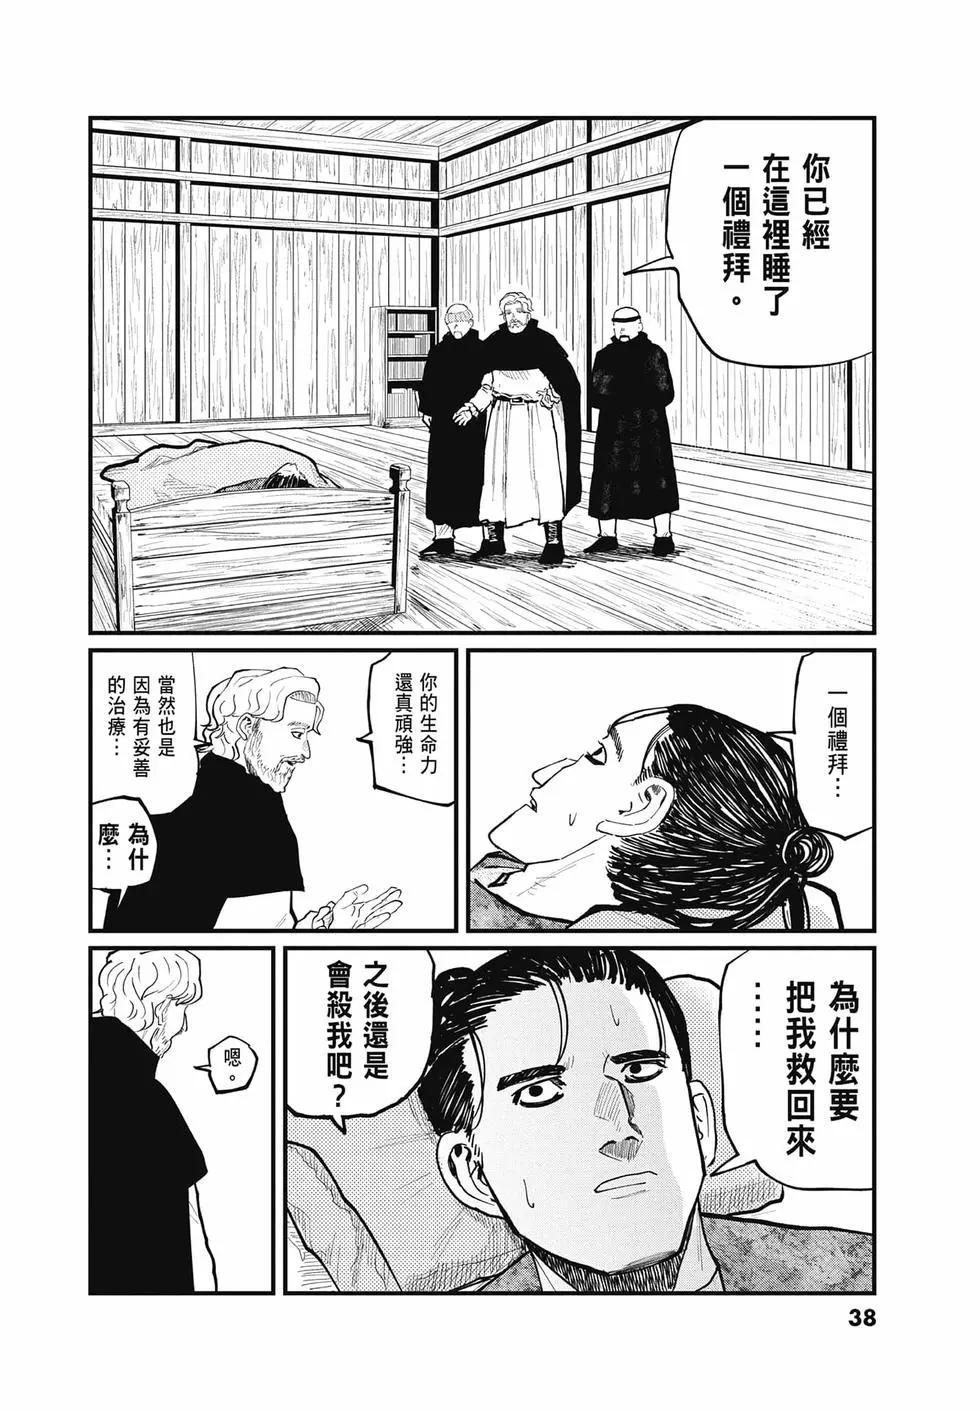 你已經
在這裡睡了
一個禮拜。
一個禮拜…
你的生命力
還真頑強…
當然也是
因為有妥善
的治療…
為什
麼…
為什麼要
把我救回來
……
之後還是
會殺我吧？
嗯。
38